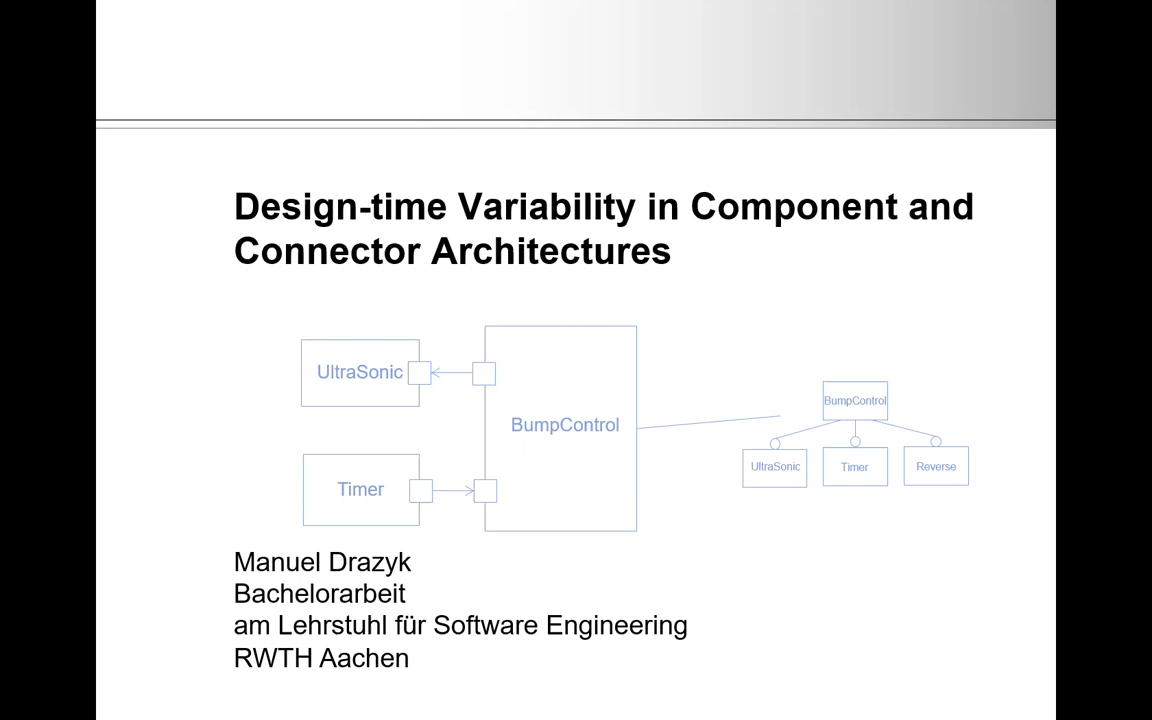 Design-time Variability in Component and
Connector Architectures
UltraSonic
BumpControl
Timer
BumpControl
UltraSonic
Timer
Reverse
Manuel Drazyk
Bachelorarbeit
am Lehrstuhl für Software Engineering
RWTH Aachen